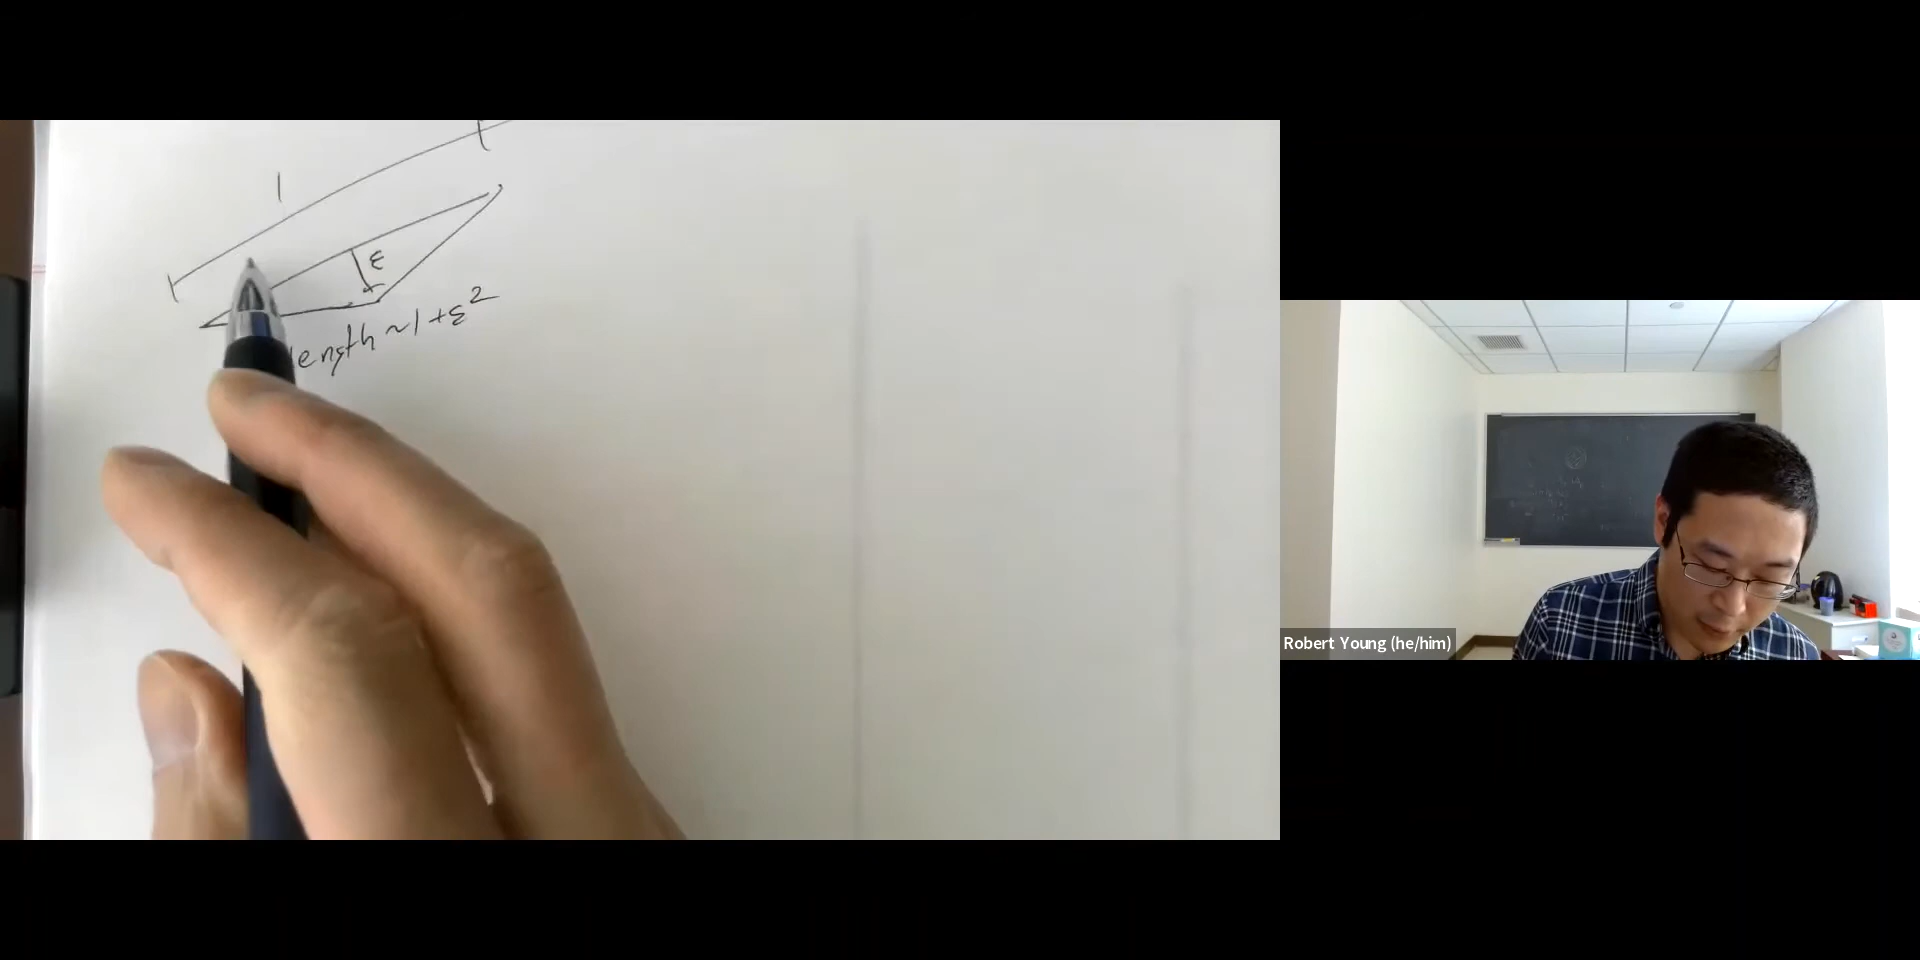 1
ε
length ~1+ε²
Robert Young (he/him)